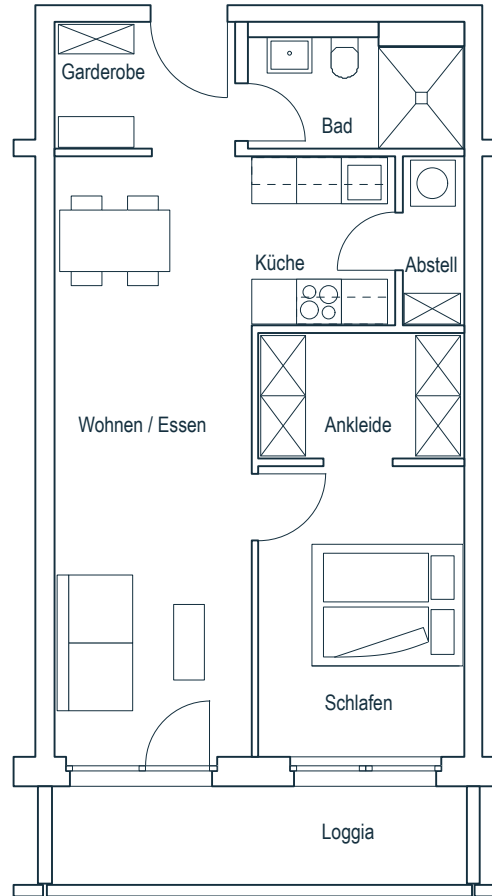 Garderobe
Bad
Küche
Abstell
Wohnen / Essen
Ankleide
Schlafen
Loggia